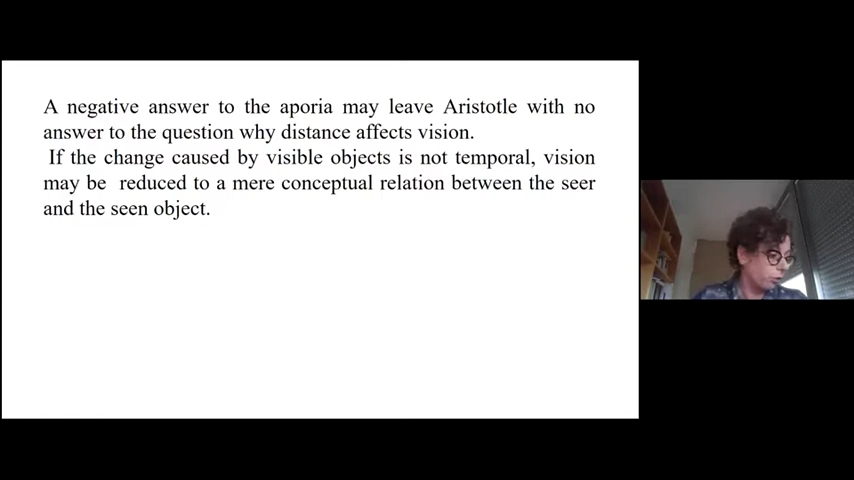 A negative answer to the aporia may leave Aristotle with no
answer to the question why distance affects vision.
If the change caused by visible objects is not temporal, vision
may be reduced to a mere conceptual relation between the seer
and the seen object.